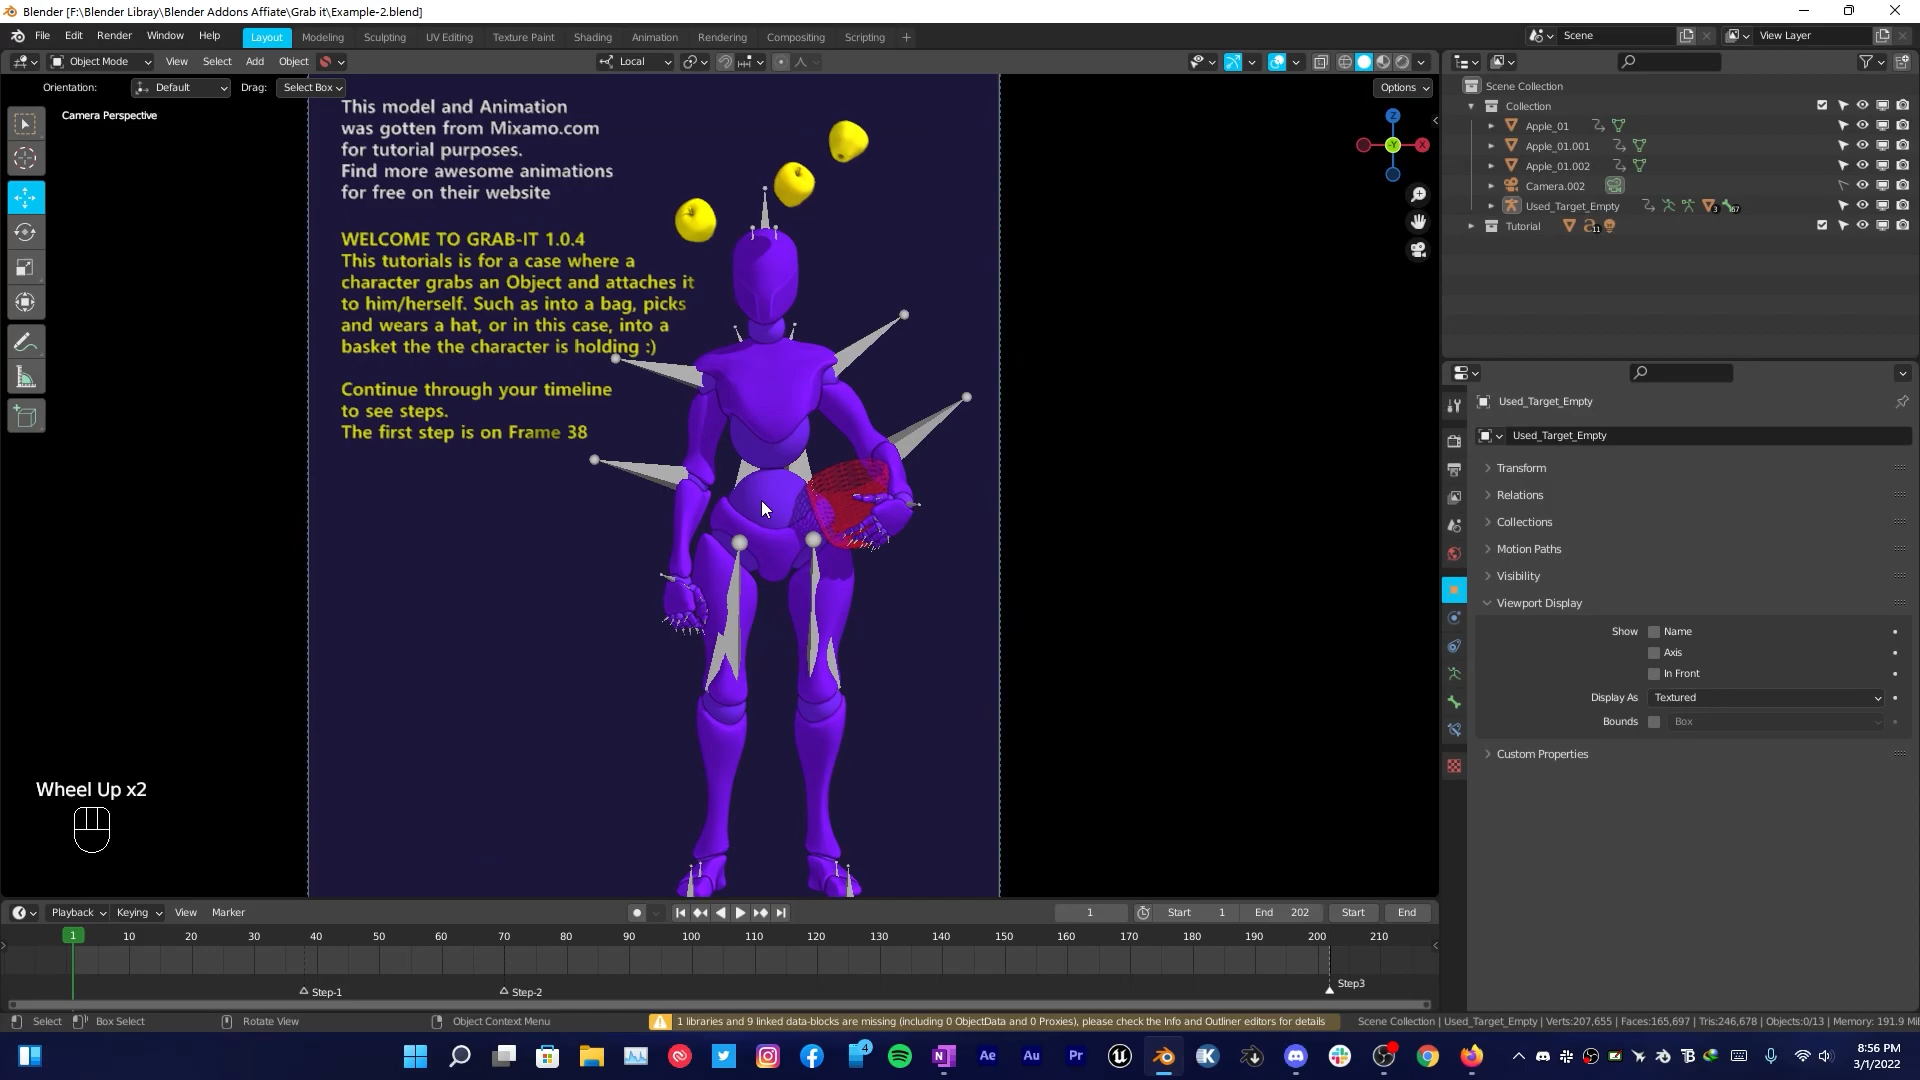 Blender [F:\Blender Libray\Blender Addons Affiate\Grab it\Example-2.blend]
File Edit Render Window Help Layout Modeling Sculpting UV Editing Texture Paint Shading Animation Rendering Compositing Scripting + Scene View Layer
Object Mode View Select Add Object Local
Orientation: Default Drag: Select Box Options
Camera Perspective
This model and Animation
was gotten from Mixamo.com
for tutorial purposes.
Find more awesome animations
for free on their website
WELCOME TO GRAB-IT 1.0.4
This tutorials is for a case where a
character grabs an Object and attaches it
to him/herself. Such as into a bag, picks
and wears a hat, or in this case, into a
basket the the character is holding :)
Continue through your timeline
to see steps.
The first step is on Frame 38
Z
-Y
X
Scene Collection
Collection
Apple_01
Apple_01.001
Apple_01.002
Camera.002
Used_Target_Empty 3 67
Tutorial 11
Used_Target_Empty
Used_Target_Empty
Transform
Relations
Collections
Motion Paths
Visibility
Viewport Display
Show Name
Axis
In Front
Display As Textured
Bounds Box
Custom Properties
Wheel Up x2
Playback Keying View Marker 1 Start 1 End 202 Start End
1 10 20 30 40 50 60 70 80 90 100 110 120 130 140 150 160 170 180 190 200 210
Step-1 Step-2 Step3
Select Box Select Rotate View Object Context Menu 1 libraries and 9 linked data-blocks are missing (including 0 ObjectData and 0 Proxies), please check the Info and Outliner editors for details Scene Collection | Used_Target_Empty | Verts:207,655 | Faces:165,697 | Tris:246,678 | Objects:0/13 | Memory: 191.9 Mi
4 N Ae Au Pr K
8:56 PM
3/1/2022